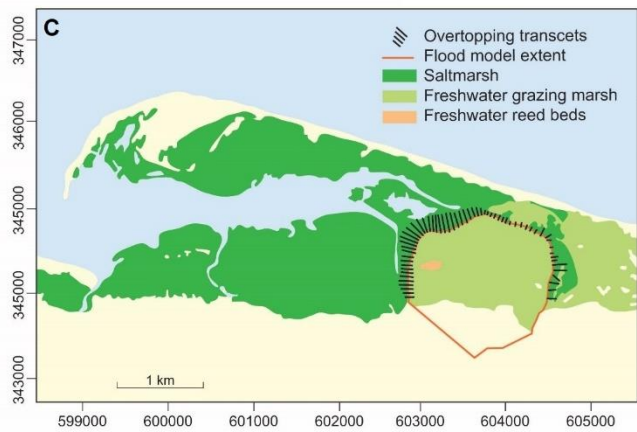 C
Overtopping transcets
Flood model extent
Saltmarsh
Freshwater grazing marsh
Freshwater reed beds
347000
346000
345000
345000
343000
1 km
599000 600000 601000 602000 603000 604000 605000